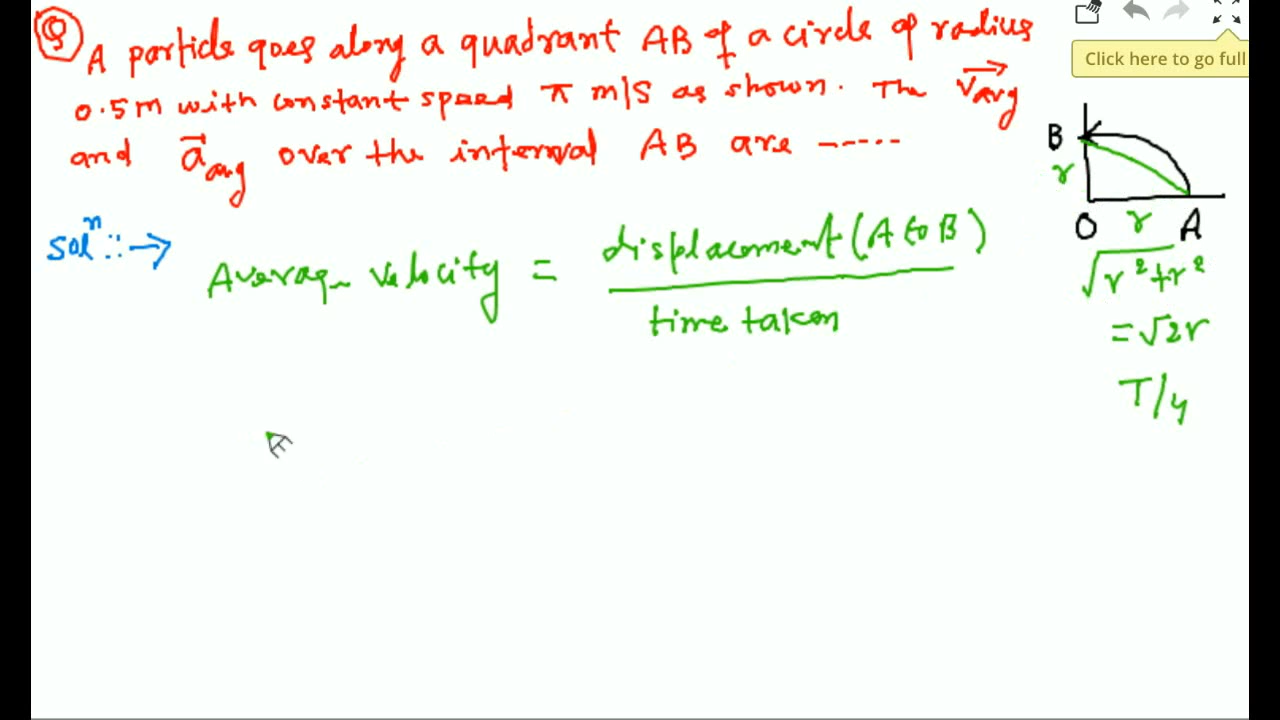 Q A particle goes along a quadrant AB of a circle of radius
0.5m with constant speed π m/s as shown. The v⃗avg
and a⃗avg over the interval AB are -----
Click here to go full
B
r
O r A
√r²+r²
=√2r
T/4
Solⁿ::→
Average velocity = displacement (A to B)
time taken